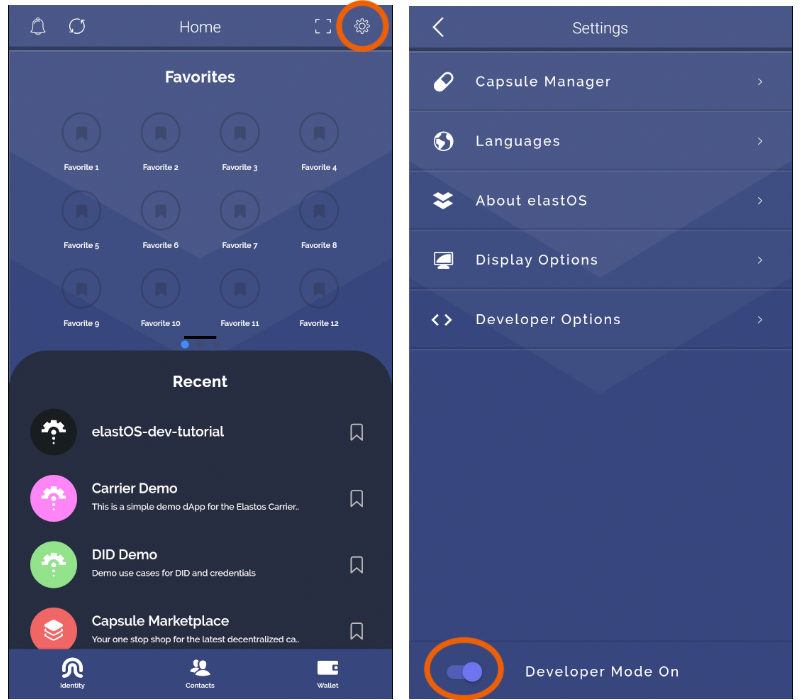 Home
Favorites
Favorite 1 Favorite 2 Favorite 3 Favorite 4
Favorite 5 Favorite 6 Favorite 7 Favorite 8
Favorite 9 Favorite 10 Favorite 11 Favorite 12
Recent
elastOS-dev-tutorial
Carrier Demo
This is a simple demo dApp for the Elastos Carrier..
DID Demo
Demo use cases for DID and credentials
Capsule Marketplace
Your one stop shop for the latest decentralized ca..
Identity Contacts Wallet
Settings
Capsule Manager
Languages
About elastOS
Display Options
Developer Options
Developer Mode On